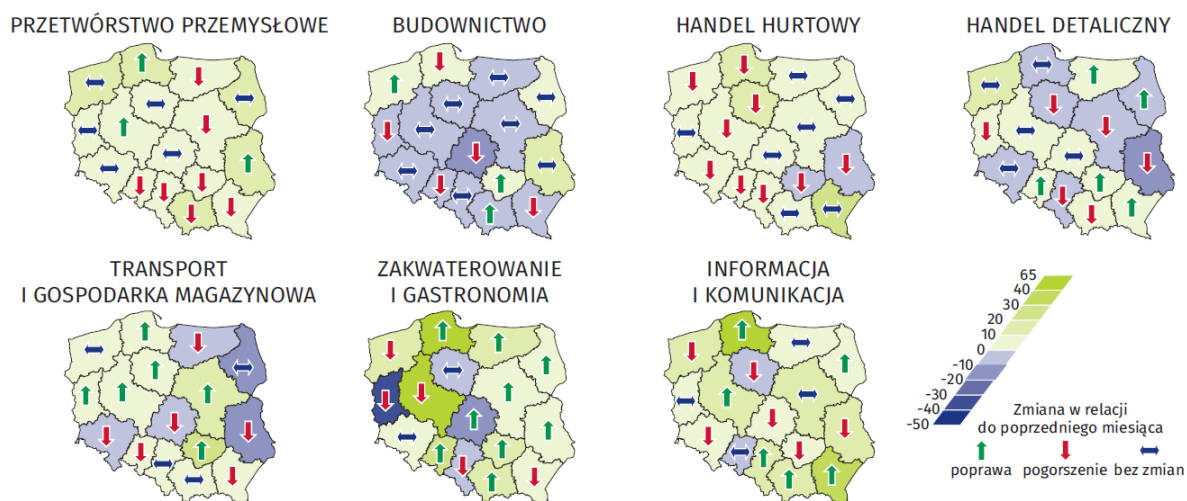 PRZETWÓRSTWO PRZEMYSŁOWE
BUDOWNICTWO
HANDEL HURTOWY
HANDEL DETALICZNY
TRANSPORT
I GOSPODARKA MAGAZYNOWA
ZAKWATEROWANIE
I GASTRONOMIA
INFORMACJA
I KOMUNIKACJA
65
40
30
20
10
0
-10
-20
-30
-40
-50
Zmiana w relacji
do poprzedniego miesiąca
poprawa pogorszenie bez zmian